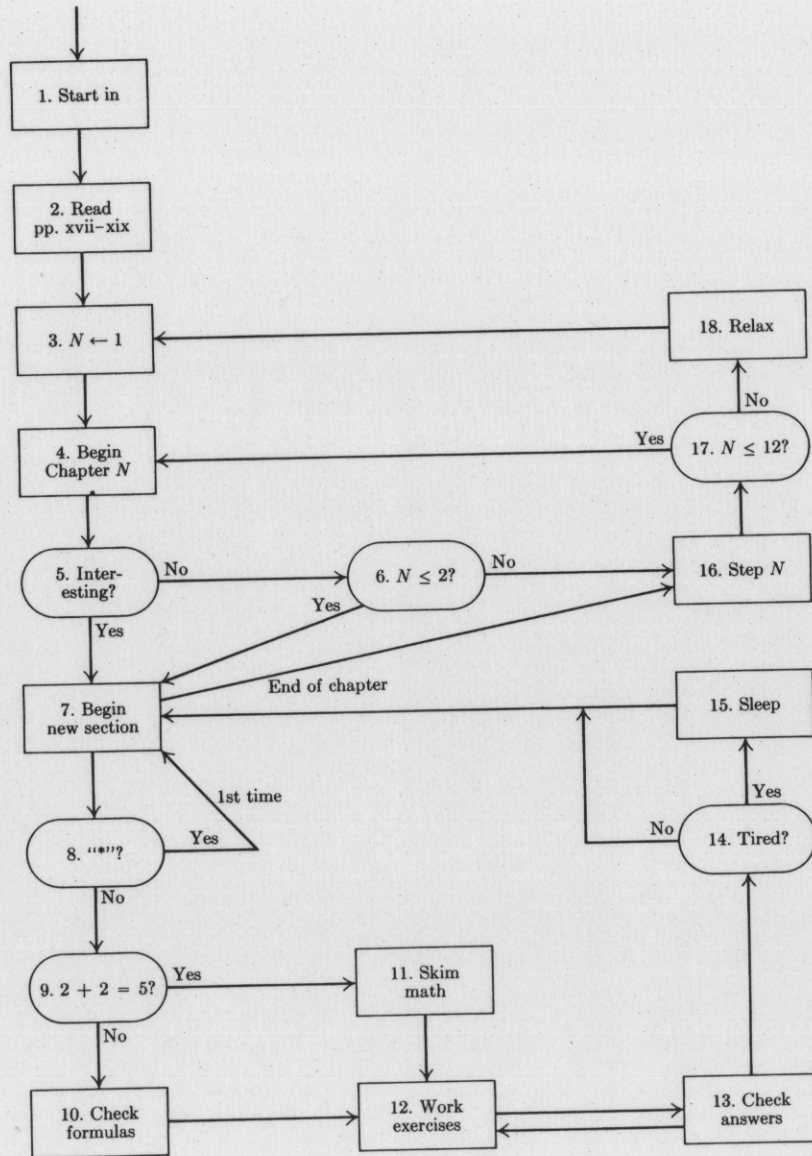 1. Start in
2. Read
pp. xvii–xix
3. N ← 1
18. Relax
No
4. Begin
Chapter N
Yes
17. N ≤ 12?
5. Inter-
esting?
No
6. N ≤ 2?
No
16. Step N
Yes
Yes
7. Begin
new section
End of chapter
15. Sleep
1st time
Yes
8. “*”?
Yes
No
14. Tired?
No
9. 2 + 2 = 5?
Yes
11. Skim
math
No
10. Check
formulas
12. Work
exercises
13. Check
answers